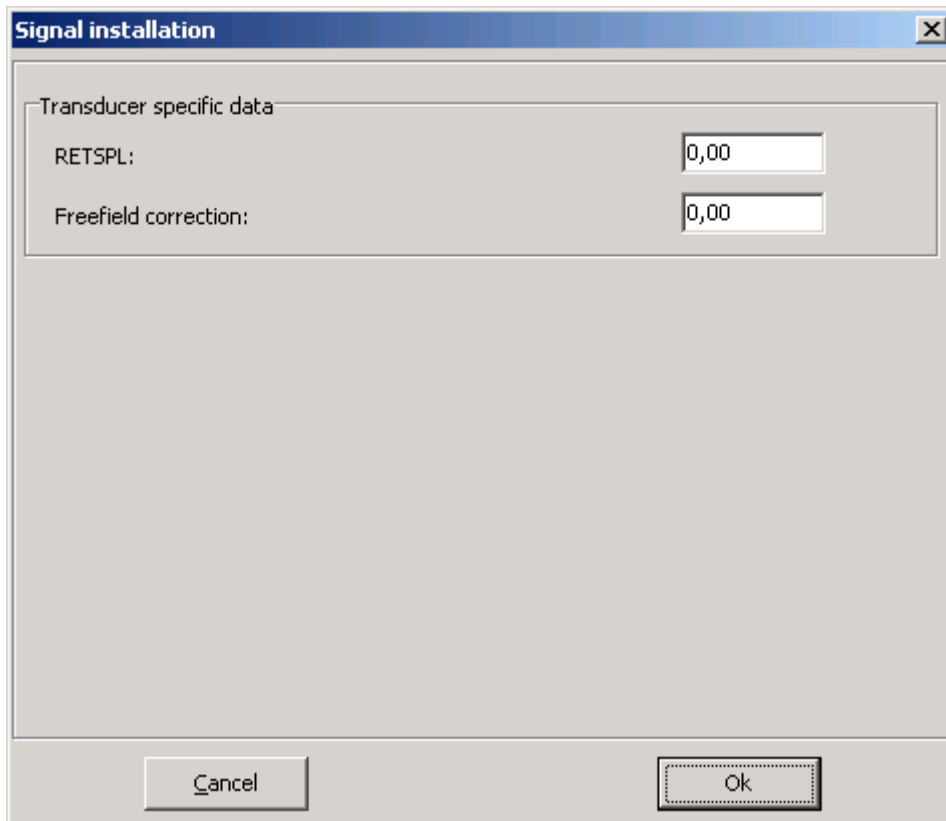 Signal installation
Transducer specific data
RETSPL: 0,00
Freefield correction: 0,00
Cancel Ok